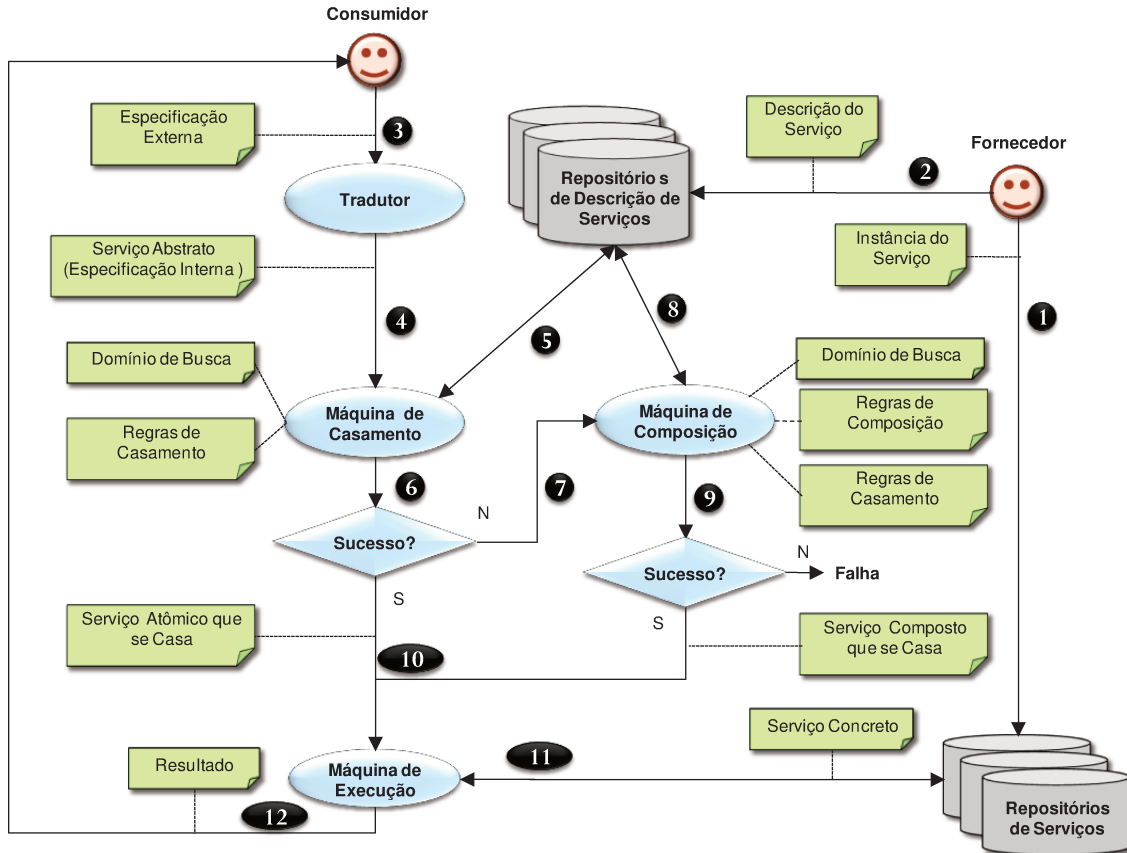 Consumidor
Especificação
Externa
3
Tradutor
Serviço Abstrato
(Especificação Interna )
4
Domínio de Busca
Regras de
Casamento
Máquina de
Casamento
6
Sucesso?
N
S
7
Serviço Atômico que
se Casa
10
Resultado
Máquina de
Execução
12
11
Repositório s
de Descrição de
Serviços
5
8
Descrição do
Serviço
2
Fornecedor
Instância do
Serviço
1
Máquina de
Composição
Domínio de Busca
Regras de
Composição
Regras de
Casamento
9
Sucesso?
N
Falha
S
Serviço Composto
que se Casa
Serviço Concreto
Repositórios
de Serviços